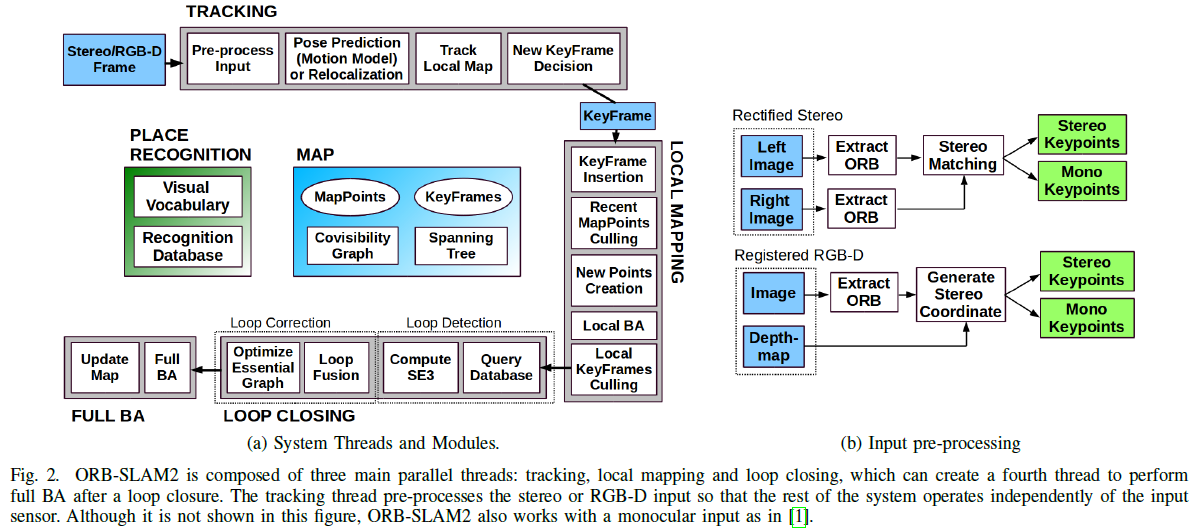 TRACKING
Stereo/RGB-D
Frame
Pre-process
Input
Pose Prediction
(Motion Model)
or Relocalization
Track
Local Map
New KeyFrame
Decision
KeyFrame
PLACE
RECOGNITION
Visual
Vocabulary
Recognition
Database
MAP
MapPoints
KeyFrames
Covisibility
Graph
Spanning
Tree
LOCAL MAPPING
KeyFrame
Insertion
Recent
MapPoints
Culling
New Points
Creation
Local BA
Local
KeyFrames
Culling
Loop Correction
Loop Detection
Update
Map
Full
BA
Optimize
Essential
Graph
Loop
Fusion
Compute
SE3
Query
Database
FULL BA
LOOP CLOSING
(a) System Threads and Modules.
Rectified Stereo
Left
Image
Extract
ORB
Stereo
Matching
Stereo
Keypoints
Mono
Keypoints
Right
Image
Extract
ORB
Registered RGB-D
Image
Extract
ORB
Generate
Stereo
Coordinate
Stereo
Keypoints
Mono
Keypoints
Depth-
map
(b) Input pre-processing
Fig. 2. ORB-SLAM2 is composed of three main parallel threads: tracking, local mapping and loop closing, which can create a fourth thread to perform
full BA after a loop closure. The tracking thread pre-processes the stereo or RGB-D input so that the rest of the system operates independently of the input
sensor. Although it is not shown in this figure, ORB-SLAM2 also works with a monocular input as in [1].